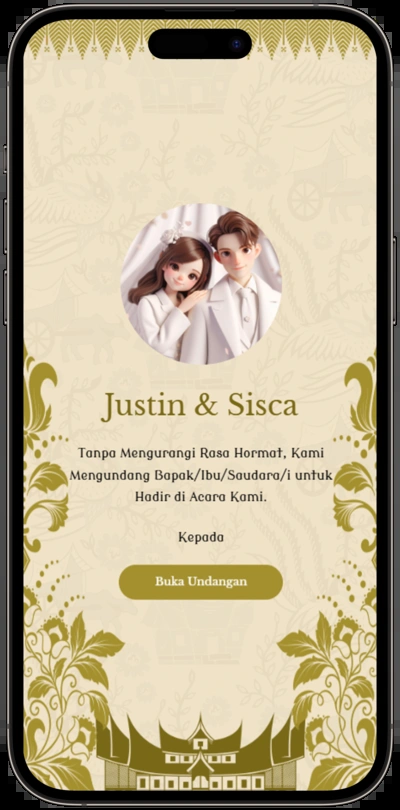 Justin & Sisca
Tanpa Mengurangi Rasa Hormat, Kami
Mengundang Bapak/Ibu/Saudara/i untuk
Hadir di Acara Kami.
Kepada
Buka Undangan